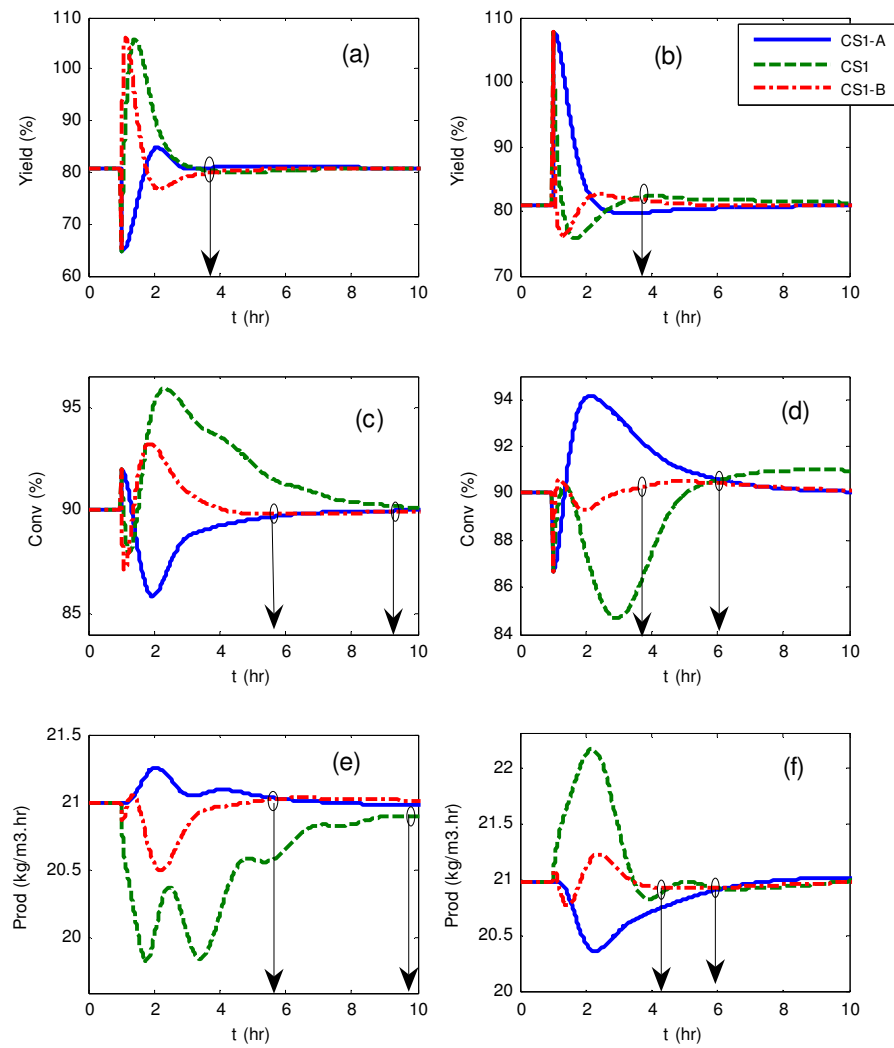 110
100
90
80
70
60
Yield (%)
(a)
0 2 4 6 8 10
t (hr)
110
100
90
80
70
Yield (%)
(b)
CS1-A
CS1
CS1-B
0 2 4 6 8 10
t (hr)
95
90
85
Conv (%)
(c)
0 2 4 6 8 10
t (hr)
94
92
90
88
86
84
Conv (%)
(d)
0 2 4 6 8 10
t (hr)
21.5
21
20.5
20
Prod (kg/m3.hr)
(e)
0 2 4 6 8 10
t (hr)
22
21.5
21
20.5
20
Prod (kg/m3.hr)
(f)
0 2 4 6 8 10
t (hr)